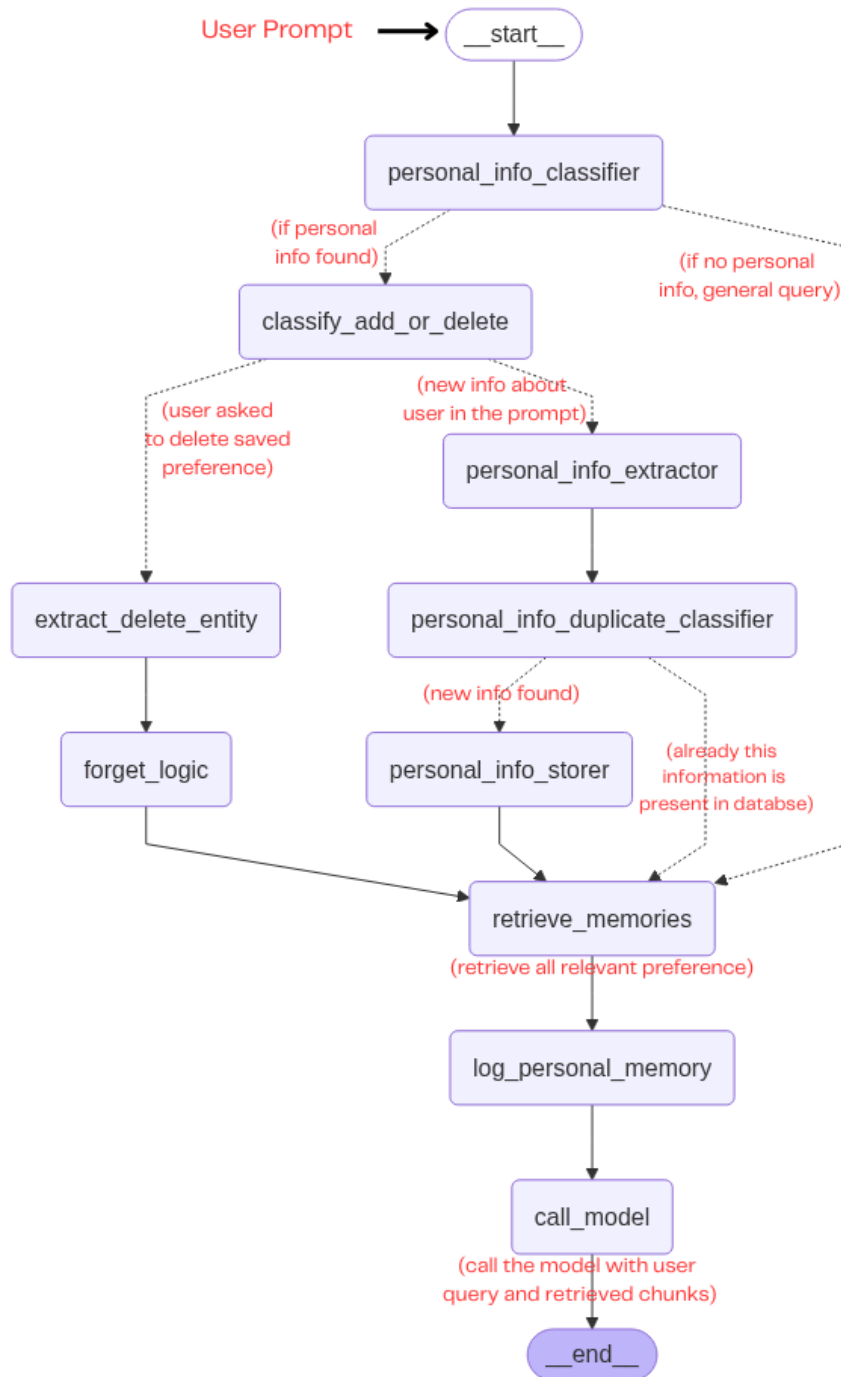 User Prompt
__start__
personal_info_classifier
(if personal
info found)
(if no personal
info, general query)
classify_add_or_delete
(user asked
to delete saved
preference)
(new info about
user in the prompt)
personal_info_extractor
extract_delete_entity
personal_info_duplicate_classifier
(new info found)
(already this
information is
present in databse)
forget_logic
personal_info_storer
retrieve_memories
(retrieve all relevant preference)
log_personal_memory
call_model
(call the model with user
query and retrieved chunks)
__end__